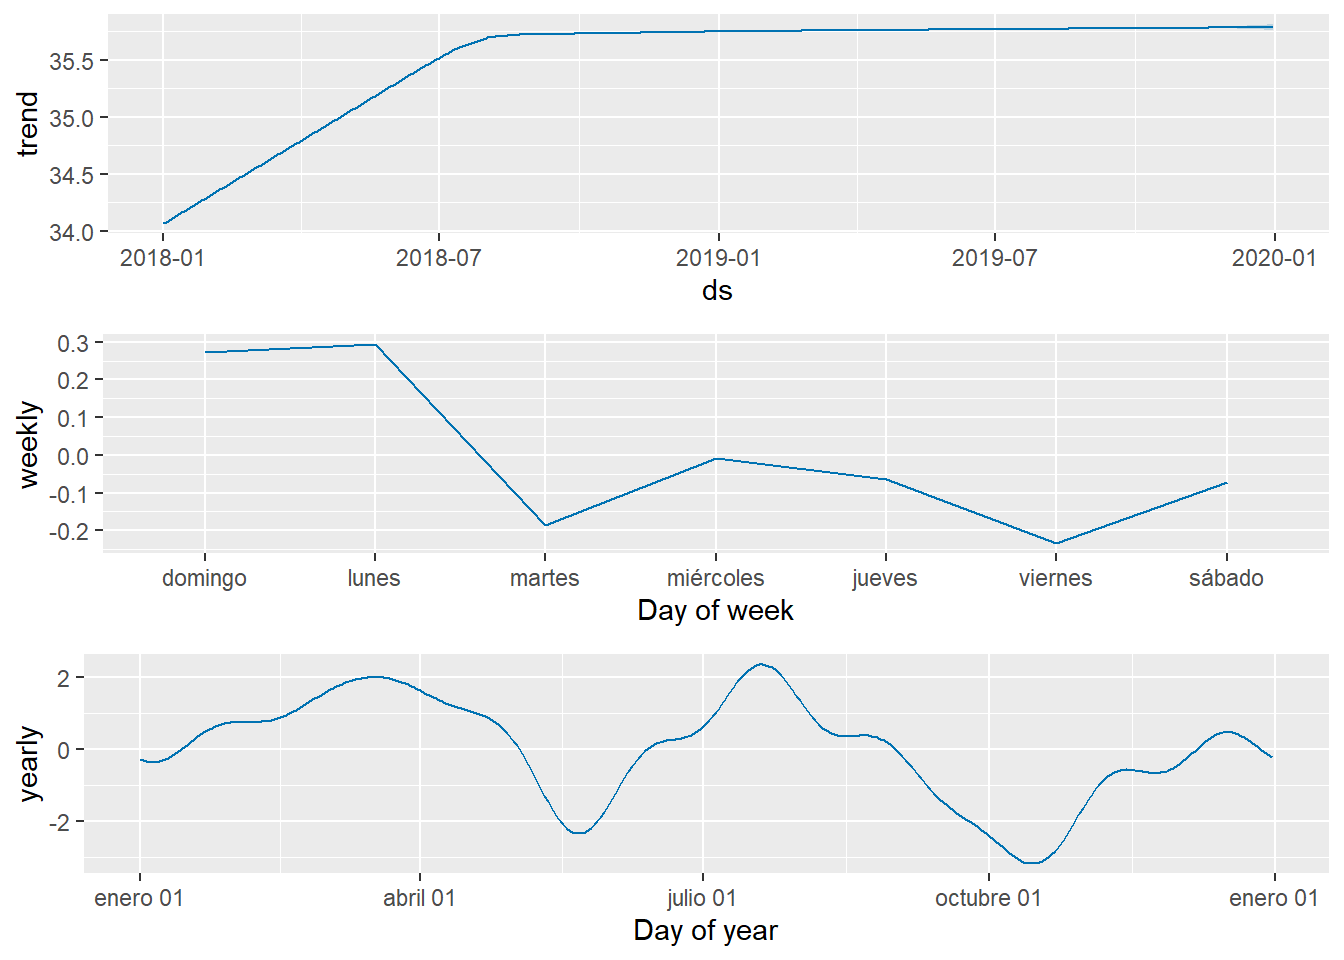 trend
35.5
35.0
34.5
34.0
2018-01 2018-07 2019-01 2019-07 2020-01
ds
weekly
0.3
0.2
0.1
0.0
-0.1
-0.2
domingo lunes martes miércoles jueves viernes sábado
Day of week
yearly
2
0
-2
enero 01 abril 01 julio 01 octubre 01 enero 01
Day of year